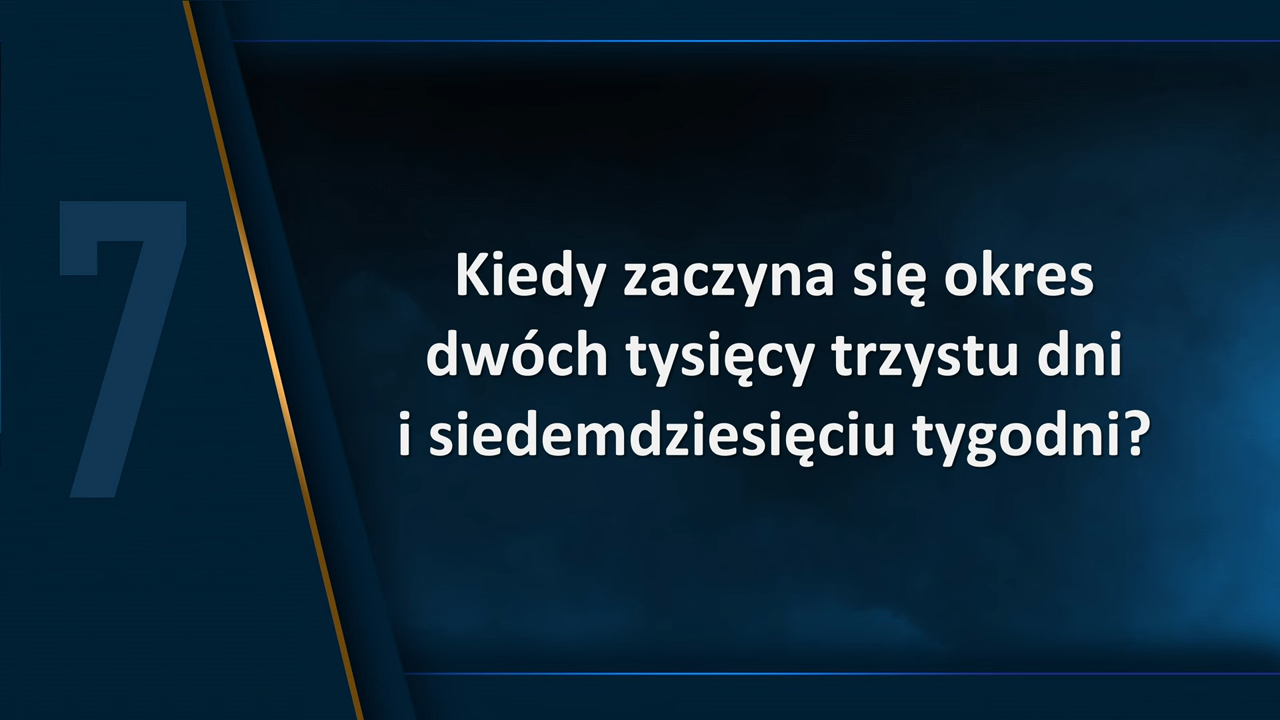 7
Kiedy zaczyna się okres
dwóch tysięcy trzystu dni
i siedemdziesięciu tygodni?